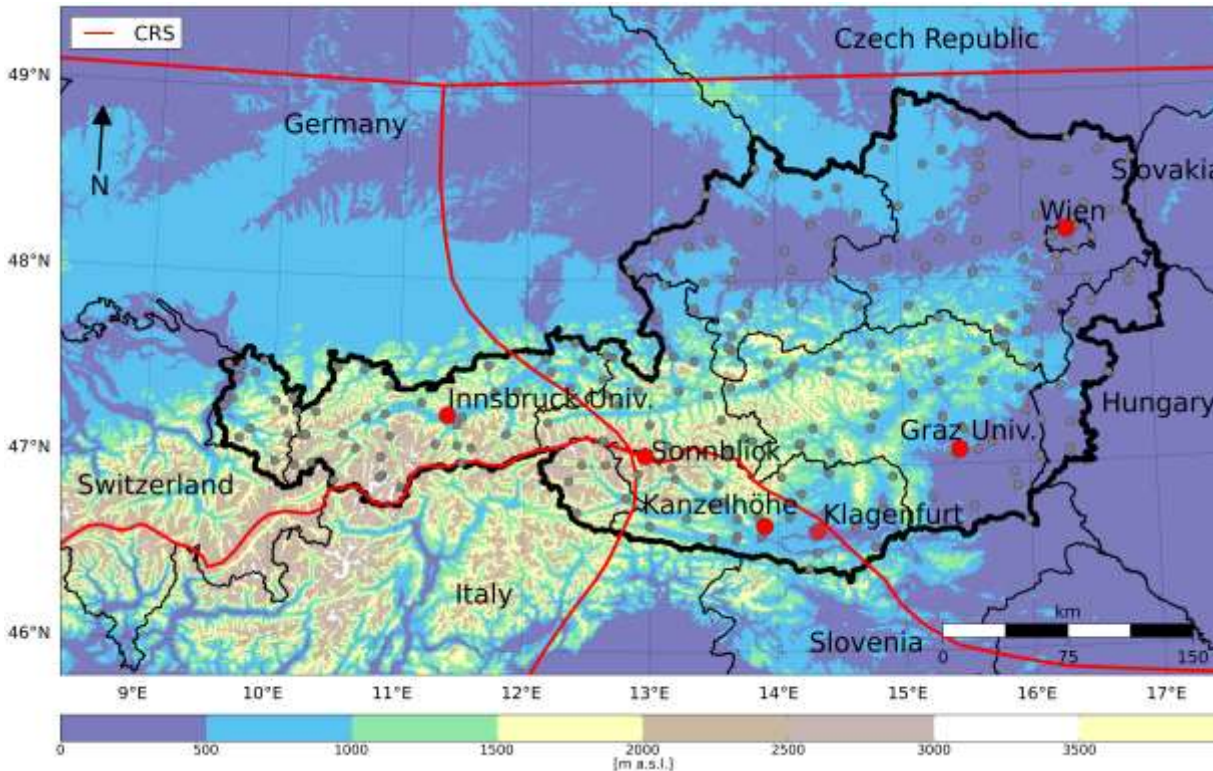 CRS
Czech Republic
49°N
Germany
N
Slovakia
Wien
48°N
Innsbruck Univ.
47°N
Hungary
Graz Univ.
Sonnblick
Switzerland
Kanzelhöhe
Klagenfurt
Italy
km
46°N
Slovenia
0 75 150
9°E 10°E 11°E 12°E 13°E 14°E 15°E 16°E 17°E
0 500 1000 1500 2000 2500 3000 3500
[m a.s.l.]